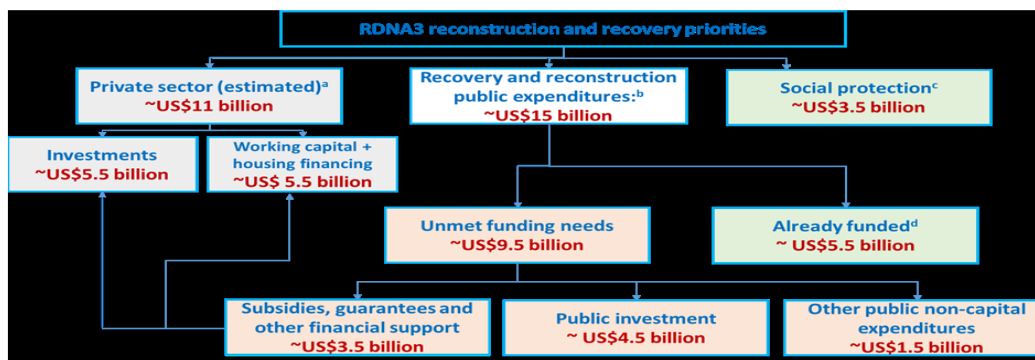 RDNA3 reconstruction and recovery priorities
Private sector (estimated)ᵃ
~US$11 billion
Recovery and reconstruction
public expenditures:ᵇ
~US$15 billion
Social protectionᶜ
~US$3.5 billion
Investments
~US$5.5 billion
Working capital +
housing financing
~US$ 5.5 billion
Unmet funding needs
~US$9.5 billion
Already fundedᵈ
~ US$5.5 billion
Subsidies, guarantees and
other financial support
~US$3.5 billion
Public investment
~ US$4.5 billion
Other public non-capital
expenditures
~US$1.5 billion